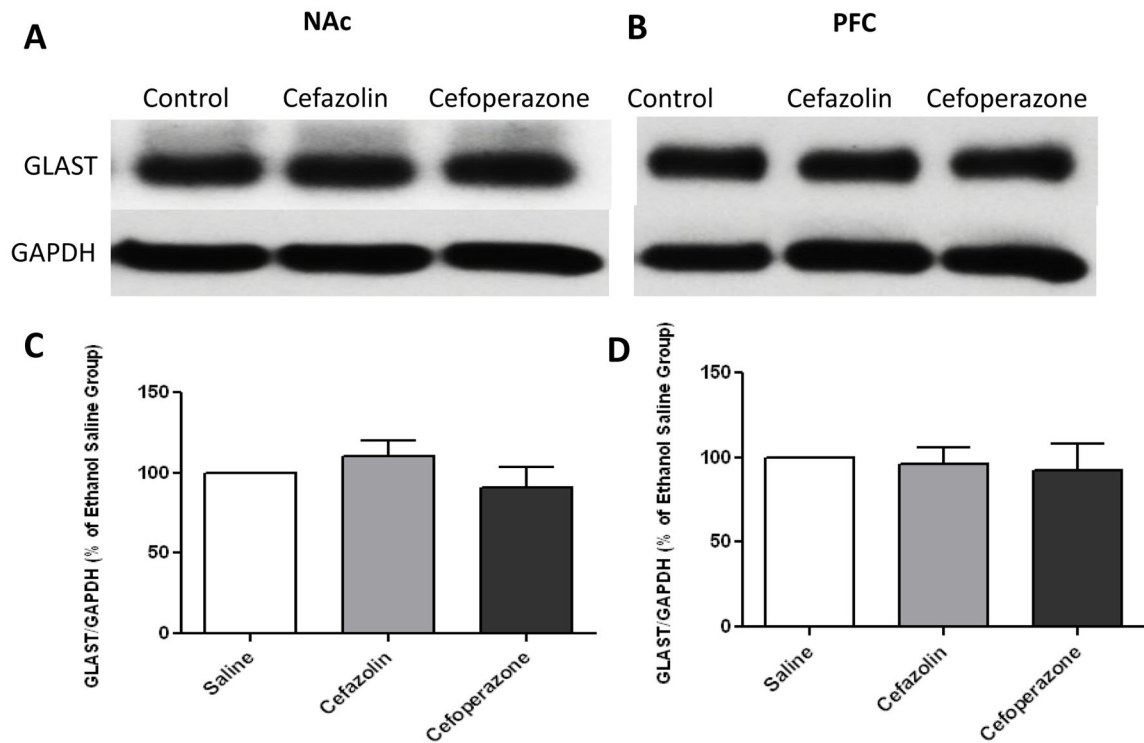 A
NAc
B
PFC
Control Cefazolin Cefoperazone
Control Cefazolin Cefoperazone
GLAST
GAPDH
C
GLAST/GAPDH (% of Ethanol Saline Group)
150
100
50
0
Saline
Cefazolin
Cefoperazone
D
GLAST/GAPDH (% of Ethanol Saline Group)
150
100
50
0
Saline
Cefazolin
Cefoperazone